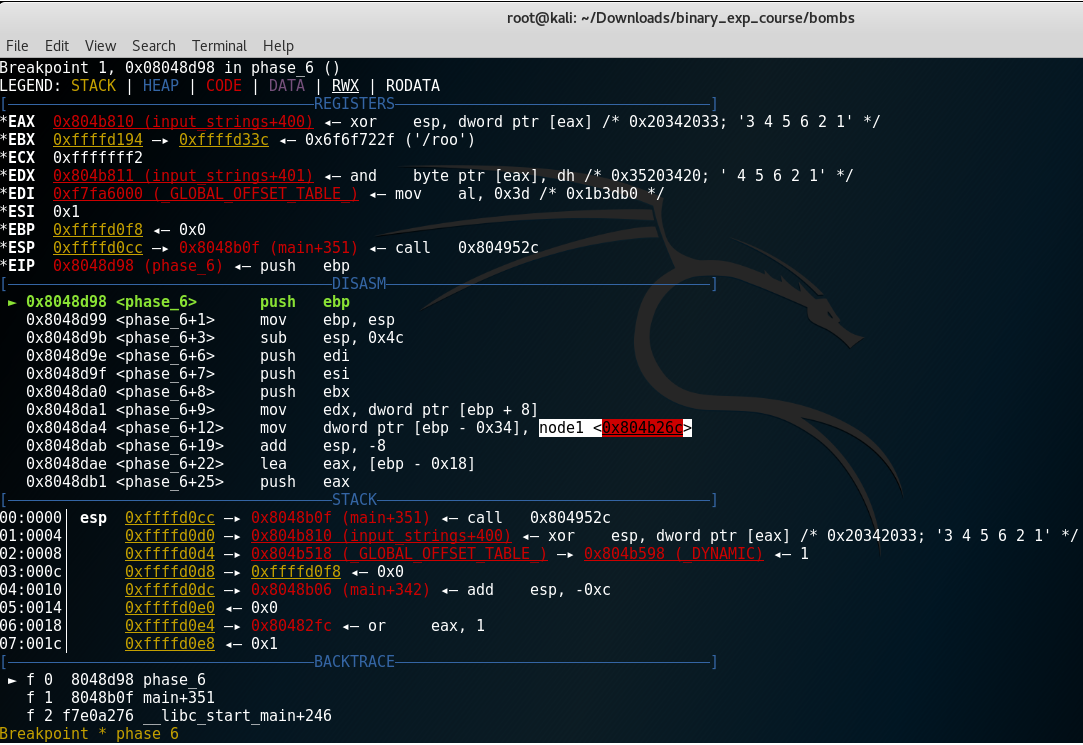 root@kali: ~/Downloads/binary_exp_course/bombs
File Edit View Search Terminal Help
Breakpoint 1, 0x08048d98 in phase_6 ()
LEGEND: STACK | HEAP | CODE | DATA | RWX | RODATA
[──────────REGISTERS──────────]
*EAX 0x804b810 (input_strings+400) ◂— xor esp, dword ptr [eax] /* 0x20342033; '3 4 5 6 2 1' */
*EBX 0xffffd194 —▸ 0xffffd33c ◂— 0x6f6f722f ('/roo')
*ECX 0xfffffff2
*EDX 0x804b811 (input_strings+401) ◂— and byte ptr [eax], dh /* 0x35203420; ' 4 5 6 2 1' */
*EDI 0xf7fa6000 (_GLOBAL_OFFSET_TABLE_) ◂— mov al, 0x3d /* 0x1b3db0 */
*ESI 0x1
*EBP 0xffffd0f8 ◂— 0x0
*ESP 0xffffd0cc —▸ 0x8048b0f (main+351) ◂— call 0x804952c
*EIP 0x8048d98 (phase_6) ◂— push ebp
[──────────DISASM──────────]
► 0x8048d98 <phase_6> push ebp
0x8048d99 <phase_6+1> mov ebp, esp
0x8048d9b <phase_6+3> sub esp, 0x4c
0x8048d9e <phase_6+6> push edi
0x8048d9f <phase_6+7> push esi
0x8048da0 <phase_6+8> push ebx
0x8048da1 <phase_6+9> mov edx, dword ptr [ebp + 8]
0x8048da4 <phase_6+12> mov dword ptr [ebp - 0x34], node1 <0x804b26c>
0x8048dab <phase_6+19> add esp, -8
0x8048dae <phase_6+22> lea eax, [ebp - 0x18]
0x8048db1 <phase_6+25> push eax
[──────────STACK──────────]
00:0000│ esp 0xffffd0cc —▸ 0x8048b0f (main+351) ◂— call 0x804952c
01:0004│ 0xffffd0d0 —▸ 0x804b810 (input_strings+400) ◂— xor esp, dword ptr [eax] /* 0x20342033; '3 4 5 6 2 1' */
02:0008│ 0xffffd0d4 —▸ 0x804b518 (_GLOBAL_OFFSET_TABLE_) —▸ 0x804b598 (_DYNAMIC) ◂— 1
03:000c│ 0xffffd0d8 —▸ 0xffffd0f8 ◂— 0x0
04:0010│ 0xffffd0dc —▸ 0x8048b06 (main+342) ◂— add esp, -0xc
05:0014│ 0xffffd0e0 ◂— 0x0
06:0018│ 0xffffd0e4 —▸ 0x80482fc ◂— or eax, 1
07:001c│ 0xffffd0e8 ◂— 0x1
[──────────BACKTRACE──────────]
► f 0 8048d98 phase_6
f 1 8048b0f main+351
f 2 f7e0a276 __libc_start_main+246
Breakpoint * phase_6